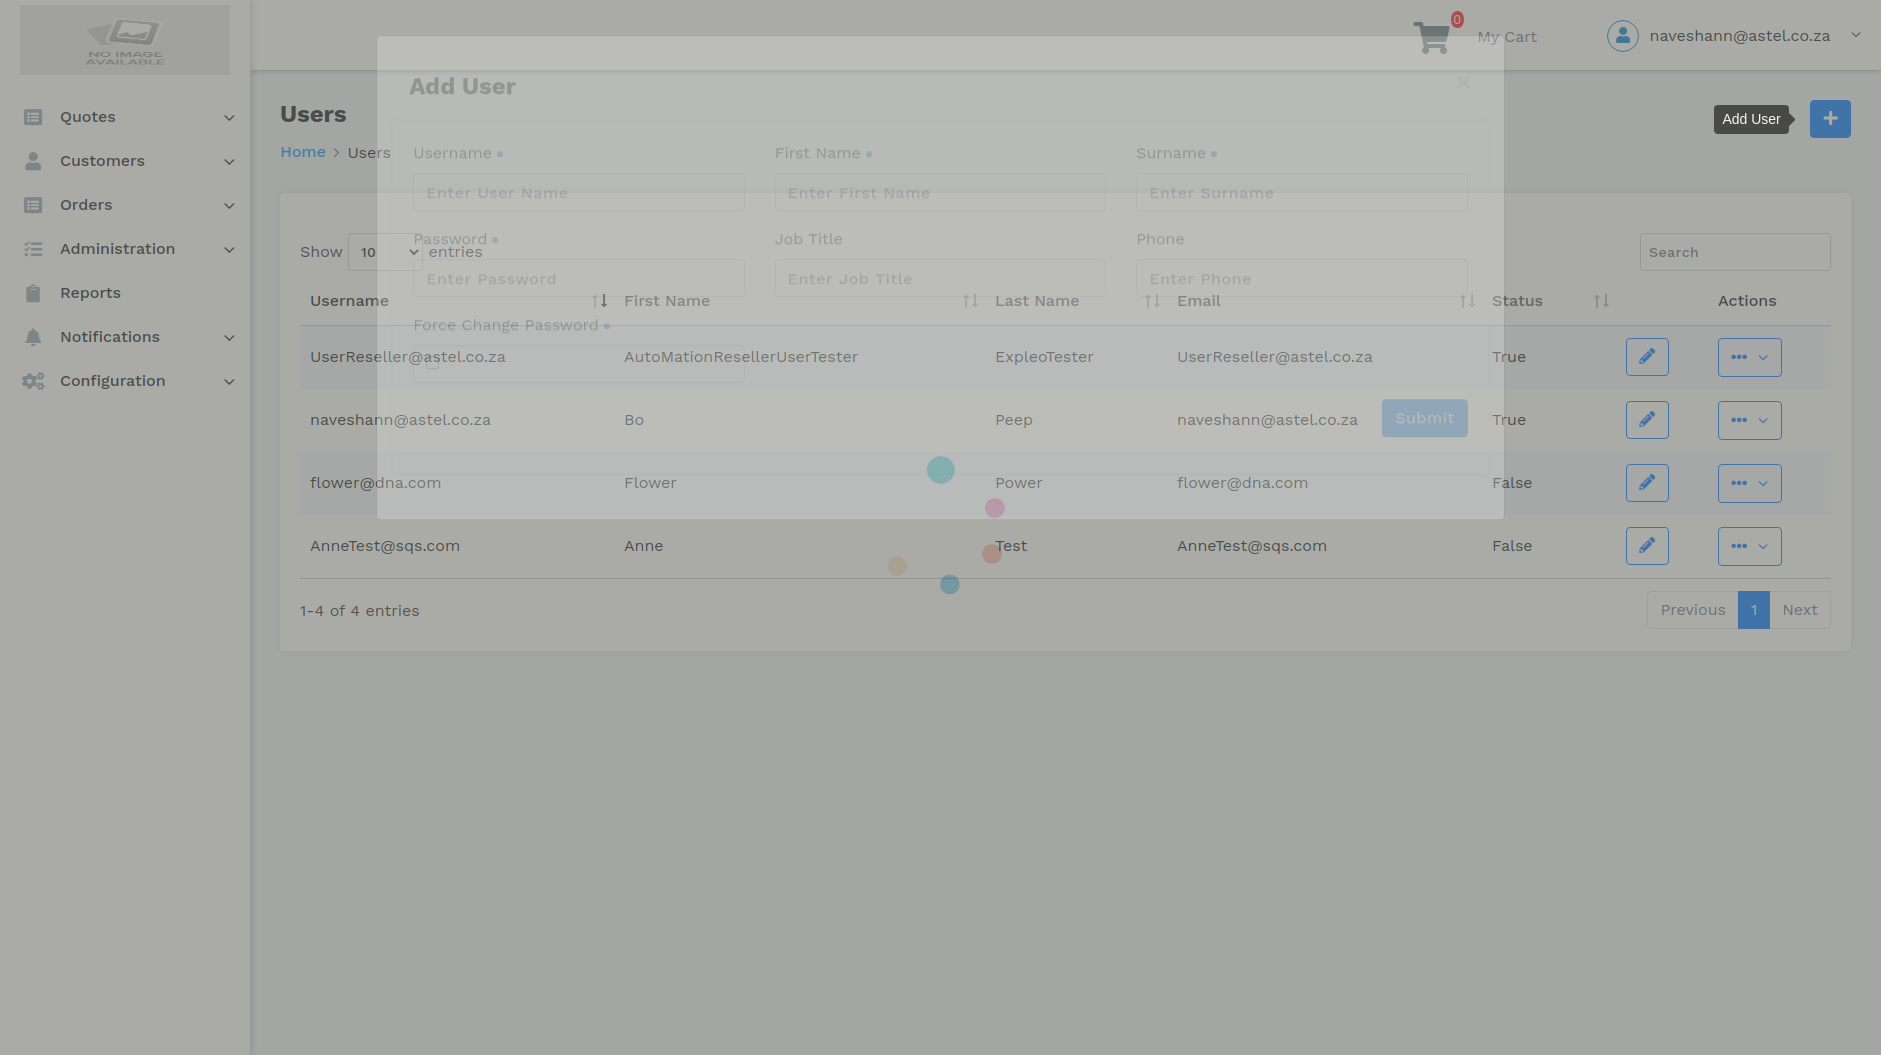 NO IMAGE
AVAILABLE
Quotes
Customers
Orders
Administration
Reports
Notifications
Configuration
0
My Cart
naveshann@astel.co.za
Users
Home > Users
Add User
Add User
Username
First Name
Surname
Enter User Name
Enter First Name
Enter Surname
Password
Job Title
Phone
Enter Password
Enter Job Title
Enter Phone
Force Change Password
Submit
Show 10 entries
Search
Username First Name Last Name Email Status Actions
UserReseller@astel.co.za AutoMationResellerUserTester ExpleoTester UserReseller@astel.co.za True
naveshann@astel.co.za Bo Peep naveshann@astel.co.za True
flower@dna.com Flower Power flower@dna.com False
AnneTest@sqs.com Anne Test AnneTest@sqs.com False
1-4 of 4 entries
Previous 1 Next